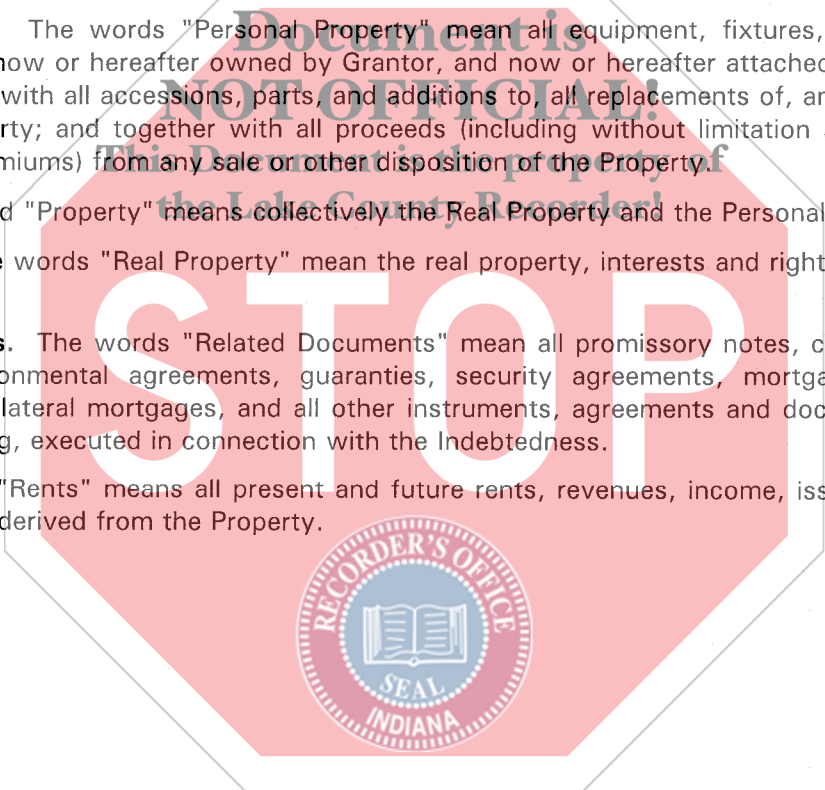 The words "Personal Property" mean all equipment, fixtures,
now or hereafter owned by Grantor, and now or hereafter attached
with all accessions, parts, and additions to, all replacements of, an
rty; and together with all proceeds (including without limitation
miums) from any sale or other disposition of the Property.
d "Property" means collectively the Real Property and the Personal
e words "Real Property" mean the real property, interests and right
s. The words "Related Documents" mean all promissory notes, c
onmental agreements, guaranties, security agreements, mortga
lateral mortgages, and all other instruments, agreements and doc
g, executed in connection with the Indebtedness.
"Rents" means all present and future rents, revenues, income, iss
derived from the Property.
Document is
NOT OFFICIAL!
This Document is the property of
the Lake County Recorder!
STOP
RECORDER'S OFFICE
SEAL
INDIANA